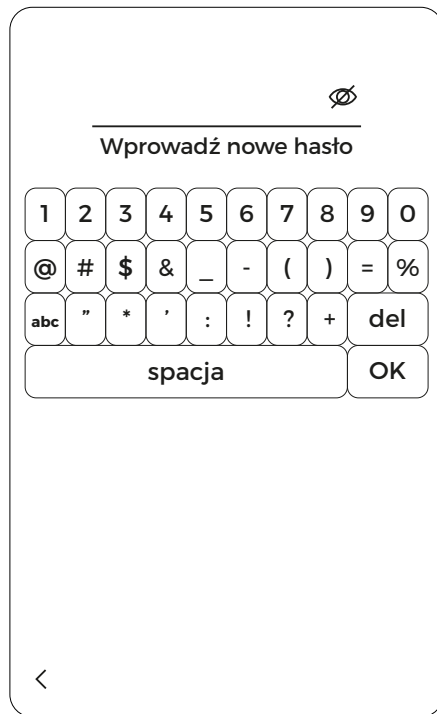 Wprowadź nowe hasło
1 2 3 4 5 6 7 8 9 0
@ # $ & _ - ( ) = %
abc " * ' : ! ? + del
spacja OK
<